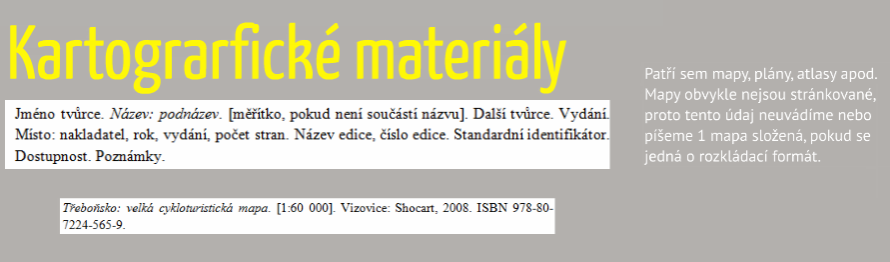 Kartograrfické materiály
Jméno tvůrce. Název: podnázev. [měřítko, pokud není součástí názvu]. Další tvůrce. Vydání.
Místo: nakladatel, rok, vydání, počet stran. Název edice, číslo edice. Standardní identifikátor.
Dostupnost. Poznámky.
Třeboňsko: velká cykloturistická mapa. [1:60 000]. Vizovice: Shocart, 2008. ISBN 978-80-
7224-565-9.
Patří sem mapy, plány, atlasy apod.
Mapy obvykle nejsou stránkované,
proto tento údaj neuvádíme nebo
píšeme 1 mapa složená, pokud se
jedná o rozkládací formát.